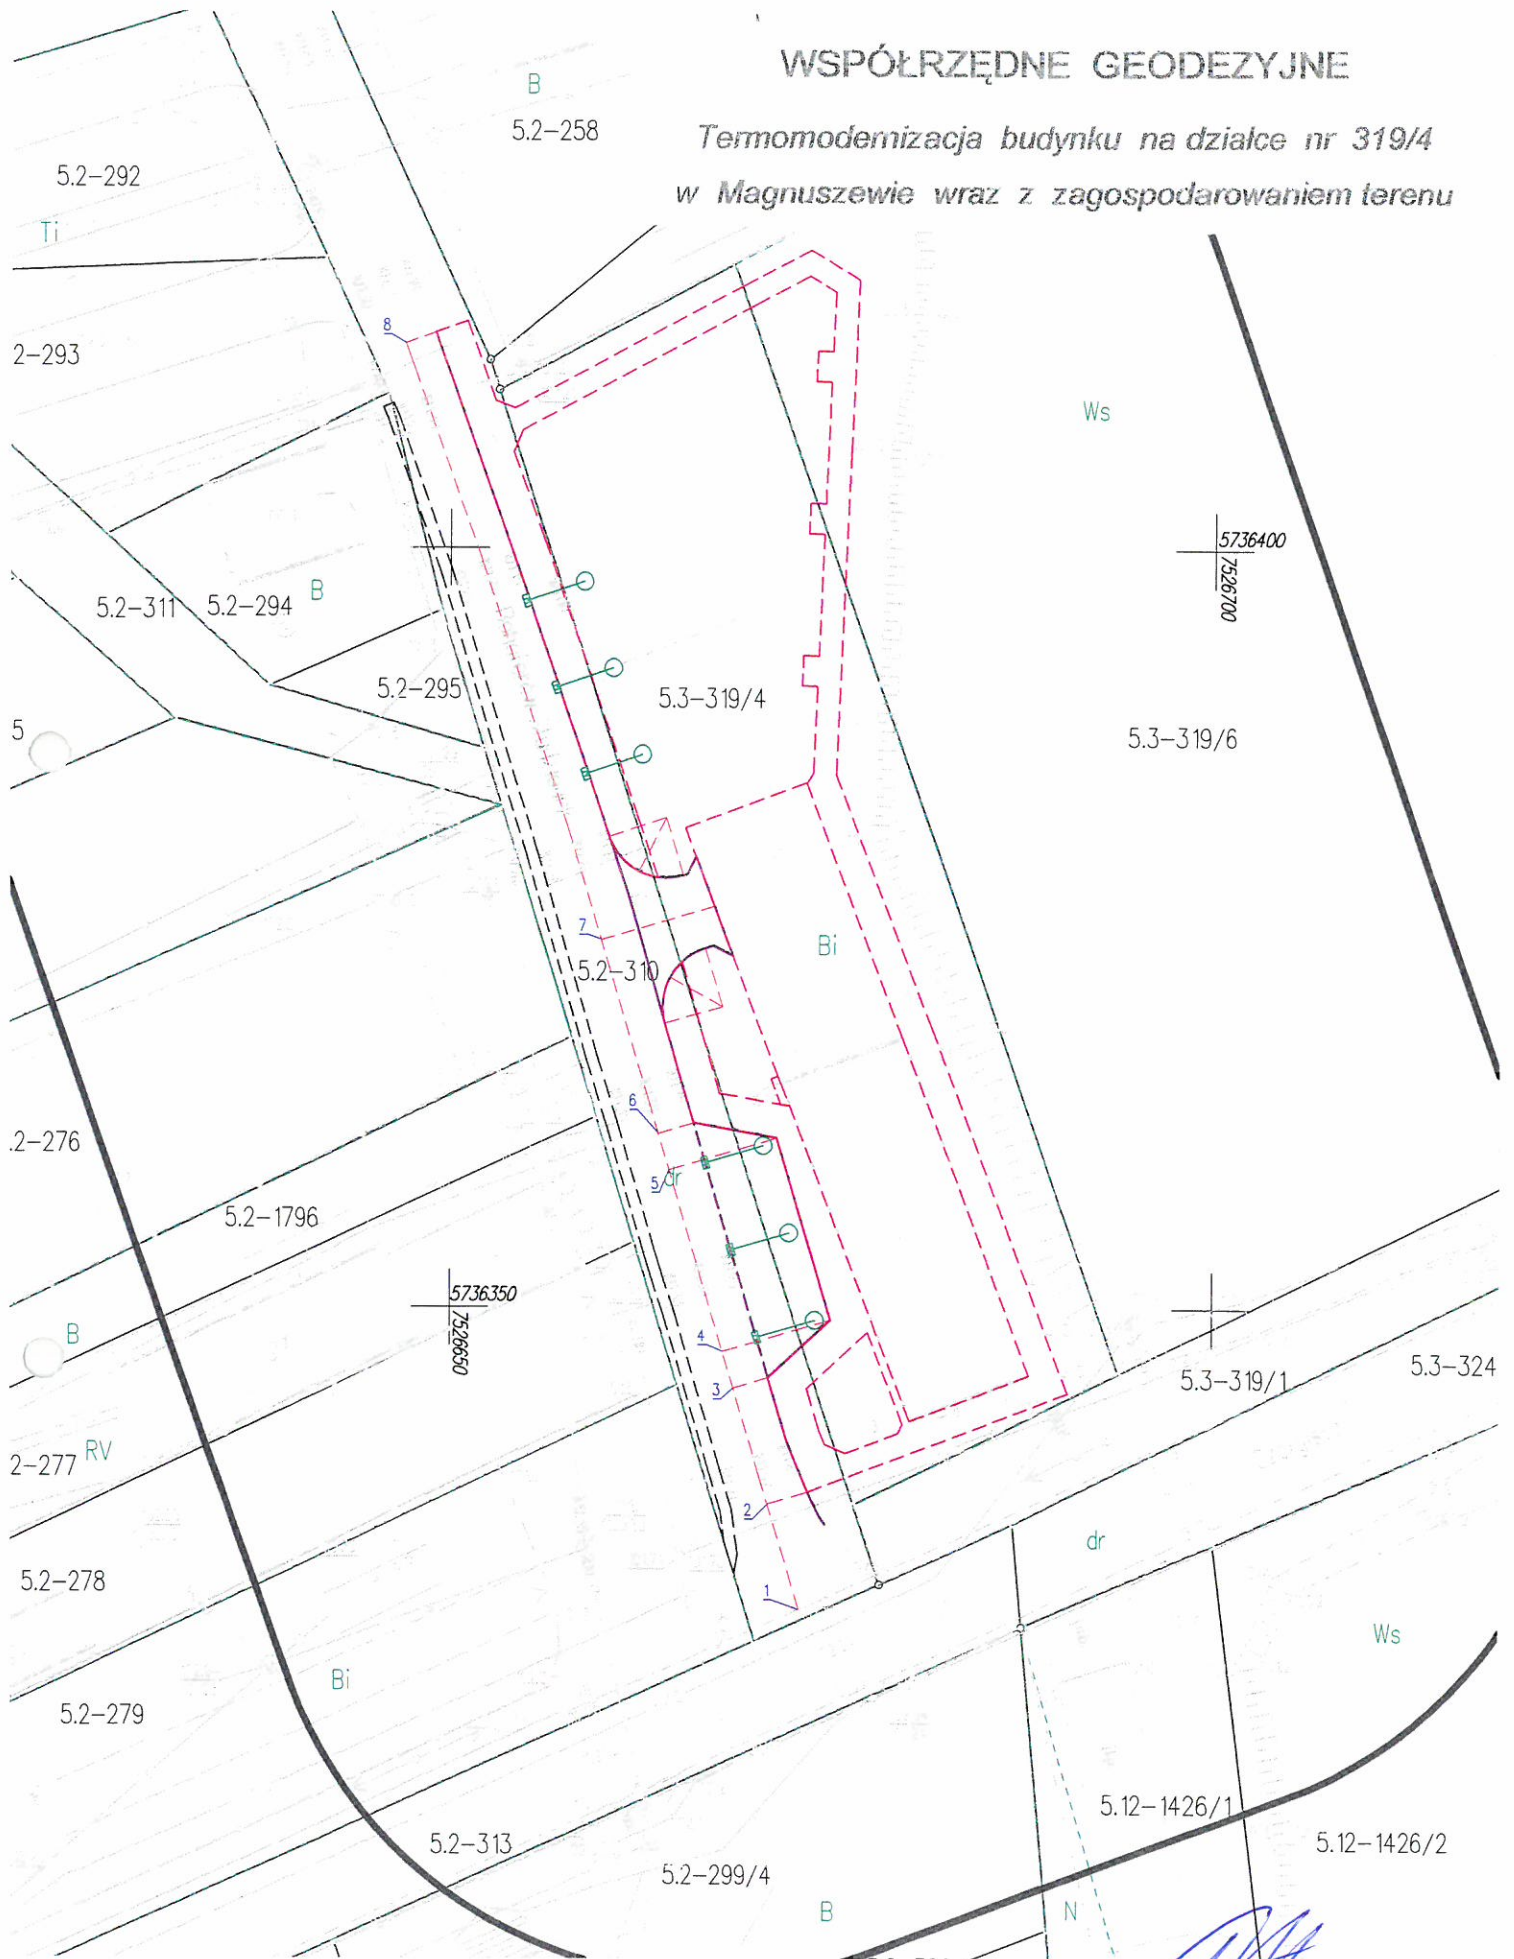 WSPÓŁRZĘDNE GEODEZYJNE
Termomodernizacja budynku na działce nr 319/4
w Magnuszewie wraz z zagospodarowaniem terenu
B
5.2-258
5.2-292
Ti
8
2-293
Ws
5736400
7526700
B
5.2-311
5.2-294
5.2-295
5.3-319/4
5
5.3-319/6
7
Bi
5.2-310
6
.2-276
5
dr
5.2-1796
5736350
7526650
B
4
5.3-324
3
5.3-319/1
RV
2-277
2
dr
5.2-278
1
Ws
Bi
5.2-279
5.12-1426/1
5.2-313
5.12-1426/2
5.2-299/4
B
N